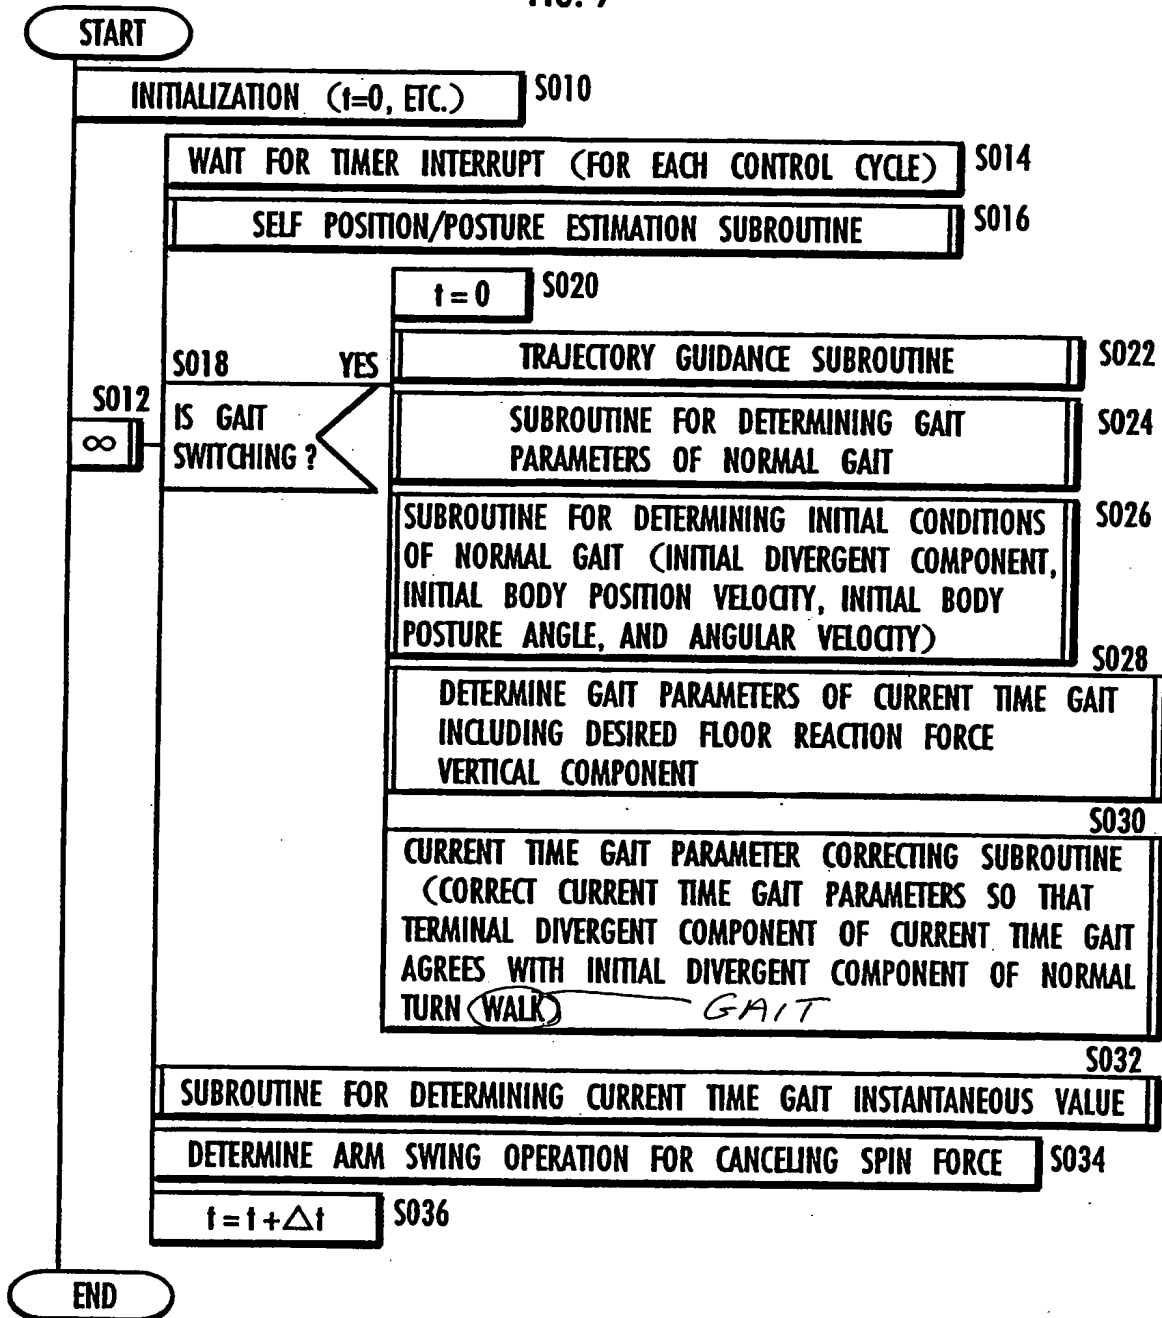 START
INITIALIZATION (t=0, ETC.) S010
WAIT FOR TIMER INTERRUPT (FOR EACH CONTROL CYCLE) S014
SELF POSITION/POSTURE ESTIMATION SUBROUTINE S016
t=0 S020
TRAJECTORY GUIDANCE SUBROUTINE S022
S018 YES
S012
∞
IS GAIT
SWITCHING?
SUBROUTINE FOR DETERMINING GAIT S024
PARAMETERS OF NORMAL GAIT
SUBROUTINE FOR DETERMINING INITIAL CONDITIONS S026
OF NORMAL GAIT (INITIAL DIVERGENT COMPONENT,
INITIAL BODY POSITION VELOCITY, INITIAL BODY
POSTURE ANGLE, AND ANGULAR VELOCITY)
S028
DETERMINE GAIT PARAMETERS OF CURRENT TIME GAIT
INCLUDING DESIRED FLOOR REACTION FORCE
VERTICAL COMPONENT
S030
CURRENT TIME GAIT PARAMETER CORRECTING SUBROUTINE
(CORRECT CURRENT TIME GAIT PARAMETERS SO THAT
TERMINAL DIVERGENT COMPONENT OF CURRENT TIME GAIT
AGREES WITH INITIAL DIVERGENT COMPONENT OF NORMAL
TURN WALK) GAIT
S032
SUBROUTINE FOR DETERMINING CURRENT TIME GAIT INSTANTANEOUS VALUE
DETERMINE ARM SWING OPERATION FOR CANCELING SPIN FORCE S034
t=t+△t S036
END